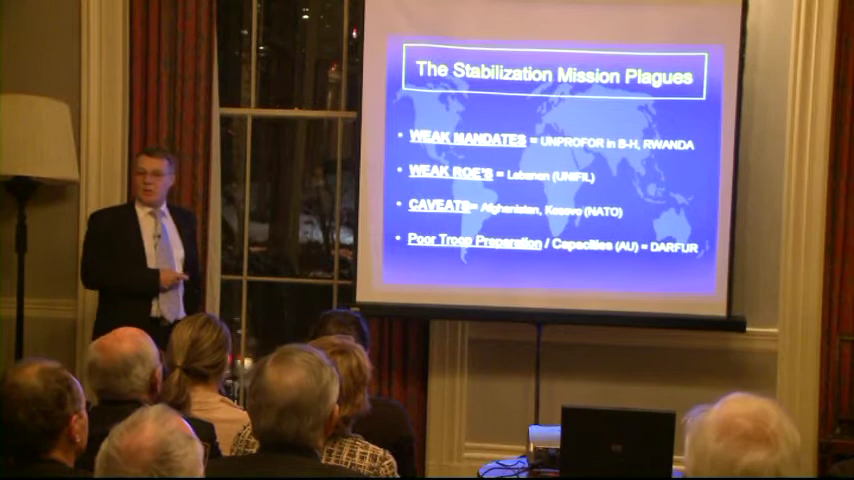 The Stabilization Mission Plagues
• WEAK MANDATES = UNPROFOR in B-H, RWANDA
• WEAK ROE'S = Lebanon (UNIFIL)
• CAVEATS= Afghanistan, Kosovo (NATO)
• Poor Troop Preparation / Capacities (AU) = DARFUR